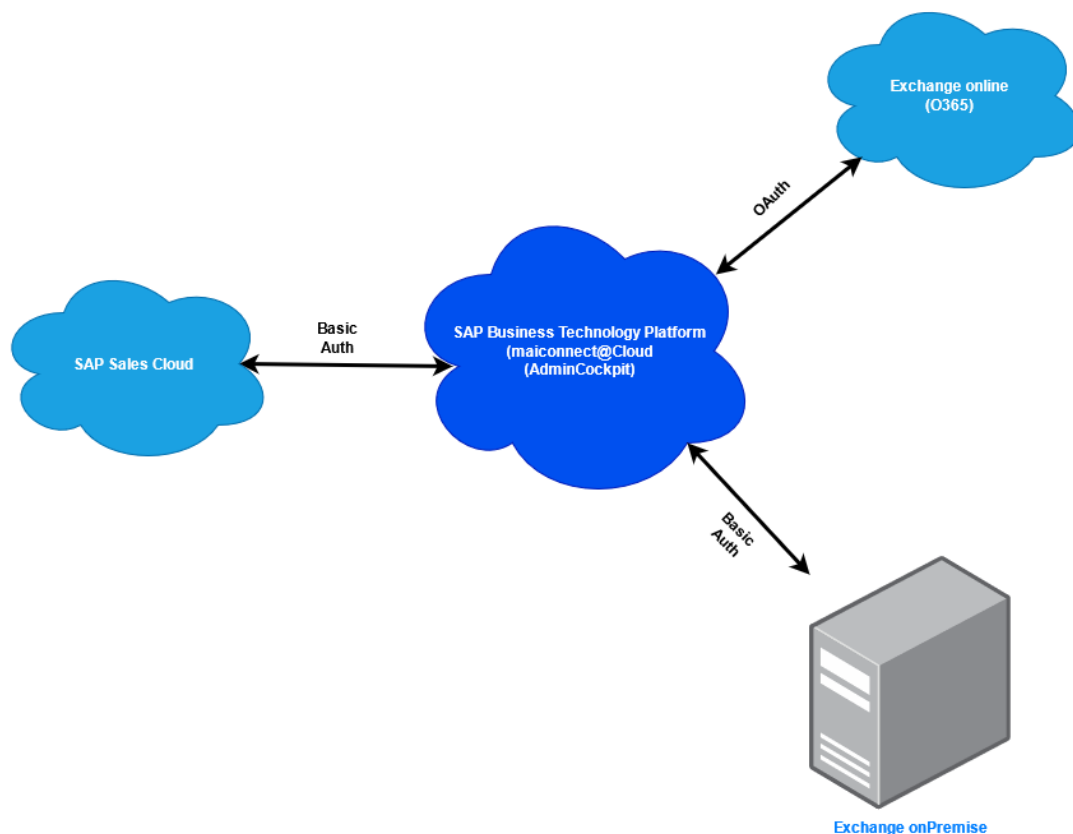 Exchange online
(O365)
OAuth
SAP Business Technology Platform
(maiconnect@Cloud
(AdminCockpit)
Basic
Auth
SAP Sales Cloud
Basic
Auth
Exchange onPremise